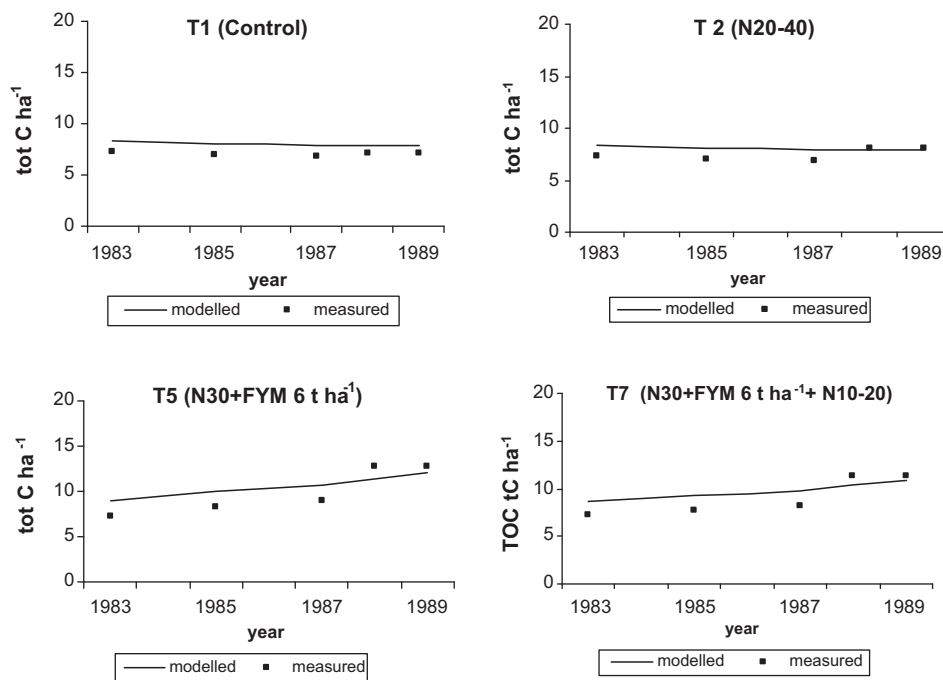 T1 (Control)
tot C ha⁻¹
20
15
10
5
0
1983 1985 1987 1989
year
modelled measured
T 2 (N20-40)
tot C ha⁻¹
20
15
10
5
0
1983 1985 1987 1989
year
modelled measured
T5 (N30+FYM 6 t ha⁻¹)
tot C ha⁻¹
20
15
10
5
0
1983 1985 1987 1989
year
modelled measured
T7 (N30+FYM 6 t ha⁻¹+ N10-20)
TOC tC ha⁻¹
20
15
10
5
0
1983 1985 1987 1989
year
modelled measured